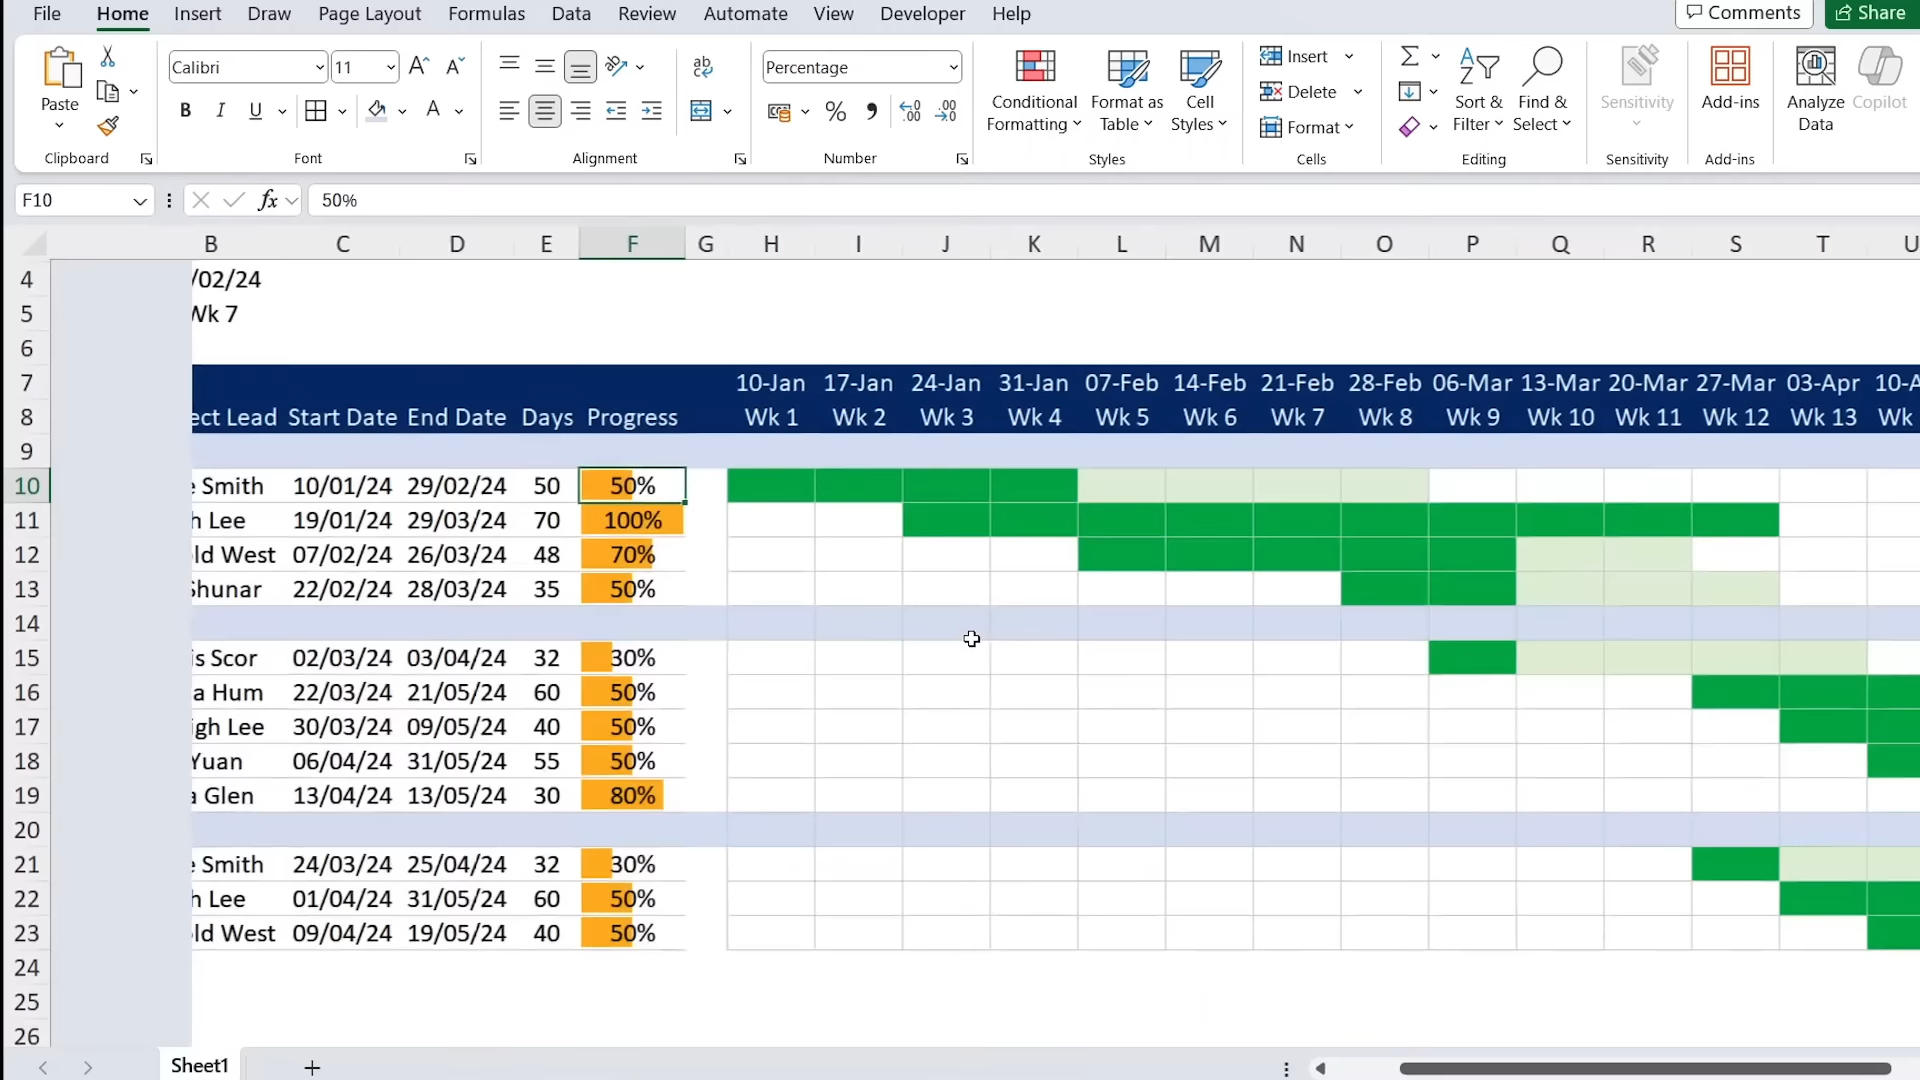 File Home Insert Draw Page Layout Formulas Data Review Automate View Developer Help Comments Share
Paste Calibri 11 A A Percentage Insert Σ
B I U A ab % Delete
Conditional Formatting Format as Table Cell Styles Format
Sort & Filter Find & Select Sensitivity Add-ins Analyze Data Copilot
Clipboard Font Alignment Number Styles Cells Editing Sensitivity Add-ins
F10 fx 50%
B C D E F G H I J K L M N O P Q R S T U
4 /02/24
5 Wk 7
6
7 10-Jan 17-Jan 24-Jan 31-Jan 07-Feb 14-Feb 21-Feb 28-Feb 06-Mar 13-Mar 20-Mar 27-Mar 03-Apr 10-A
8 ect Lead Start Date End Date Days Progress Wk 1 Wk 2 Wk 3 Wk 4 Wk 5 Wk 6 Wk 7 Wk 8 Wk 9 Wk 10 Wk 11 Wk 12 Wk 13 Wk
9
10 e Smith 10/01/24 29/02/24 50 50%
11 h Lee 19/01/24 29/03/24 70 100%
12 ld West 07/02/24 26/03/24 48 70%
13 Shunar 22/02/24 28/03/24 35 50%
14
15 is Scor 02/03/24 03/04/24 32 30%
16 a Hum 22/03/24 21/05/24 60 50%
17 igh Lee 30/03/24 09/05/24 40 50%
18 Yuan 06/04/24 31/05/24 55 50%
19 a Glen 13/04/24 13/05/24 30 80%
20
21 e Smith 24/03/24 25/04/24 32 30%
22 h Lee 01/04/24 31/05/24 60 50%
23 ld West 09/04/24 19/05/24 40 50%
24
25
26
Sheet1